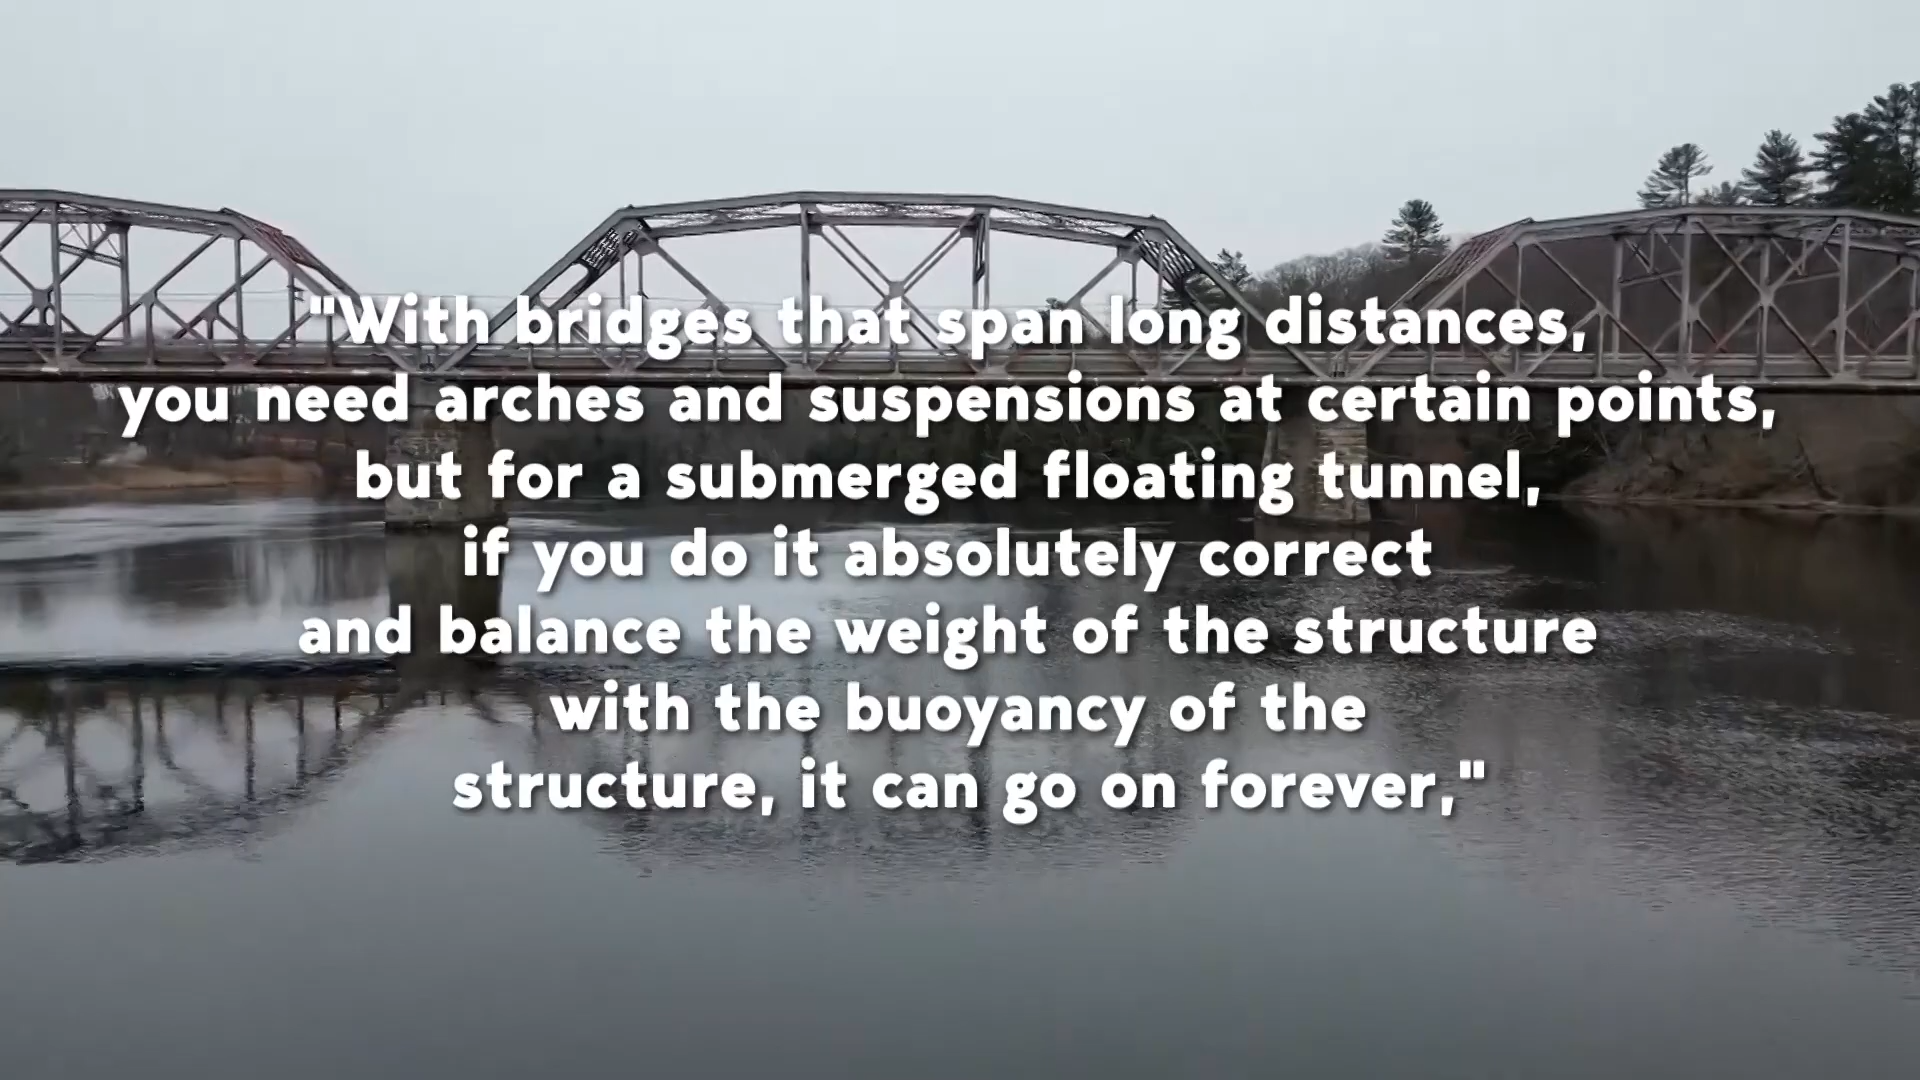 "With bridges that span long distances,
you need arches and suspensions at certain points,
but for a submerged floating tunnel,
if you do it absolutely correct
and balance the weight of the structure
with the buoyancy of the
structure, it can go on forever,"